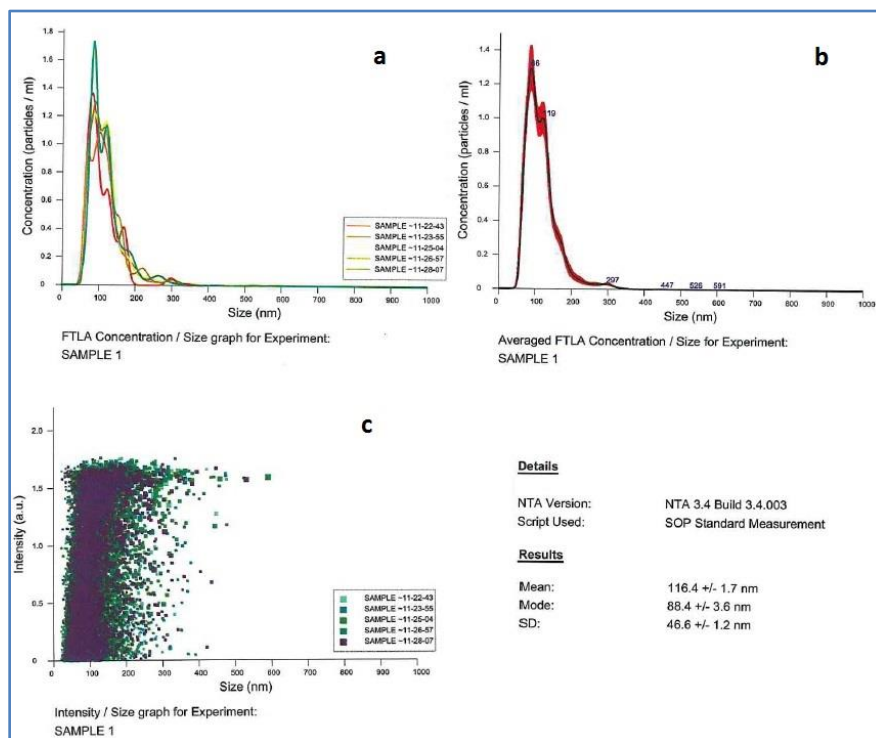 a
Concentration (particles / ml)
1.8
1.6
1.4
1.2
1.0
0.8
0.6
0.4
0.2
0
0 100 200 300 400 500 600 700 800 900 1000
Size (nm)
SAMPLE ~11-22-43
SAMPLE ~11-23-55
SAMPLE ~11-25-04
SAMPLE ~11-26-57
SAMPLE ~11-28-07
FTLA Concentration / Size graph for Experiment:
SAMPLE 1
b
Concentration (particles / ml)
1.4
1.2
1.0
0.8
0.6
0.4
0.2
0
19
297
447 526 591
0 100 200 300 400 500 600 700 800 900 1000
Size (nm)
Averaged FTLA Concentration / Size for Experiment:
SAMPLE 1
c
Intensity (a.u.)
2.0
1.5
1.0
0.5
0
0 100 200 300 400 500 600 700 800 900 1000
Size (nm)
SAMPLE ~11-22-43
SAMPLE ~11-23-55
SAMPLE ~11-25-04
SAMPLE ~11-26-57
SAMPLE ~11-28-07
Intensity / Size graph for Experiment:
SAMPLE 1
Details
NTA Version: NTA 3.4 Build 3.4.003
Script Used: SOP Standard Measurement
Results
Mean: 116.4 +/- 1.7 nm
Mode: 88.4 +/- 3.6 nm
SD: 46.6 +/- 1.2 nm